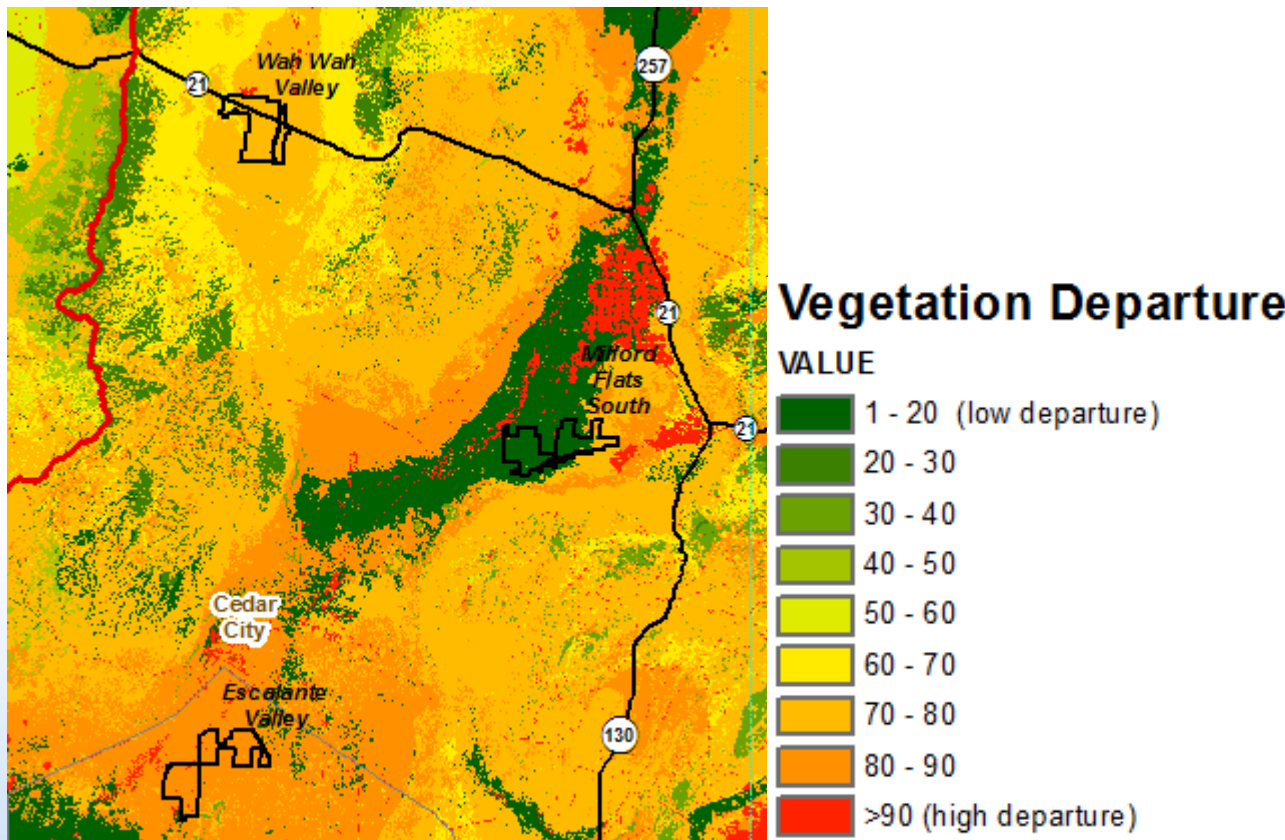 Wah Wah
Valley
21
257
21
Milford
Flats
South
21
Cedar
City
Escalante
Valley
130
Vegetation Departure
VALUE
1 - 20 (low departure)
20 - 30
30 - 40
40 - 50
50 - 60
60 - 70
70 - 80
80 - 90
>90 (high departure)